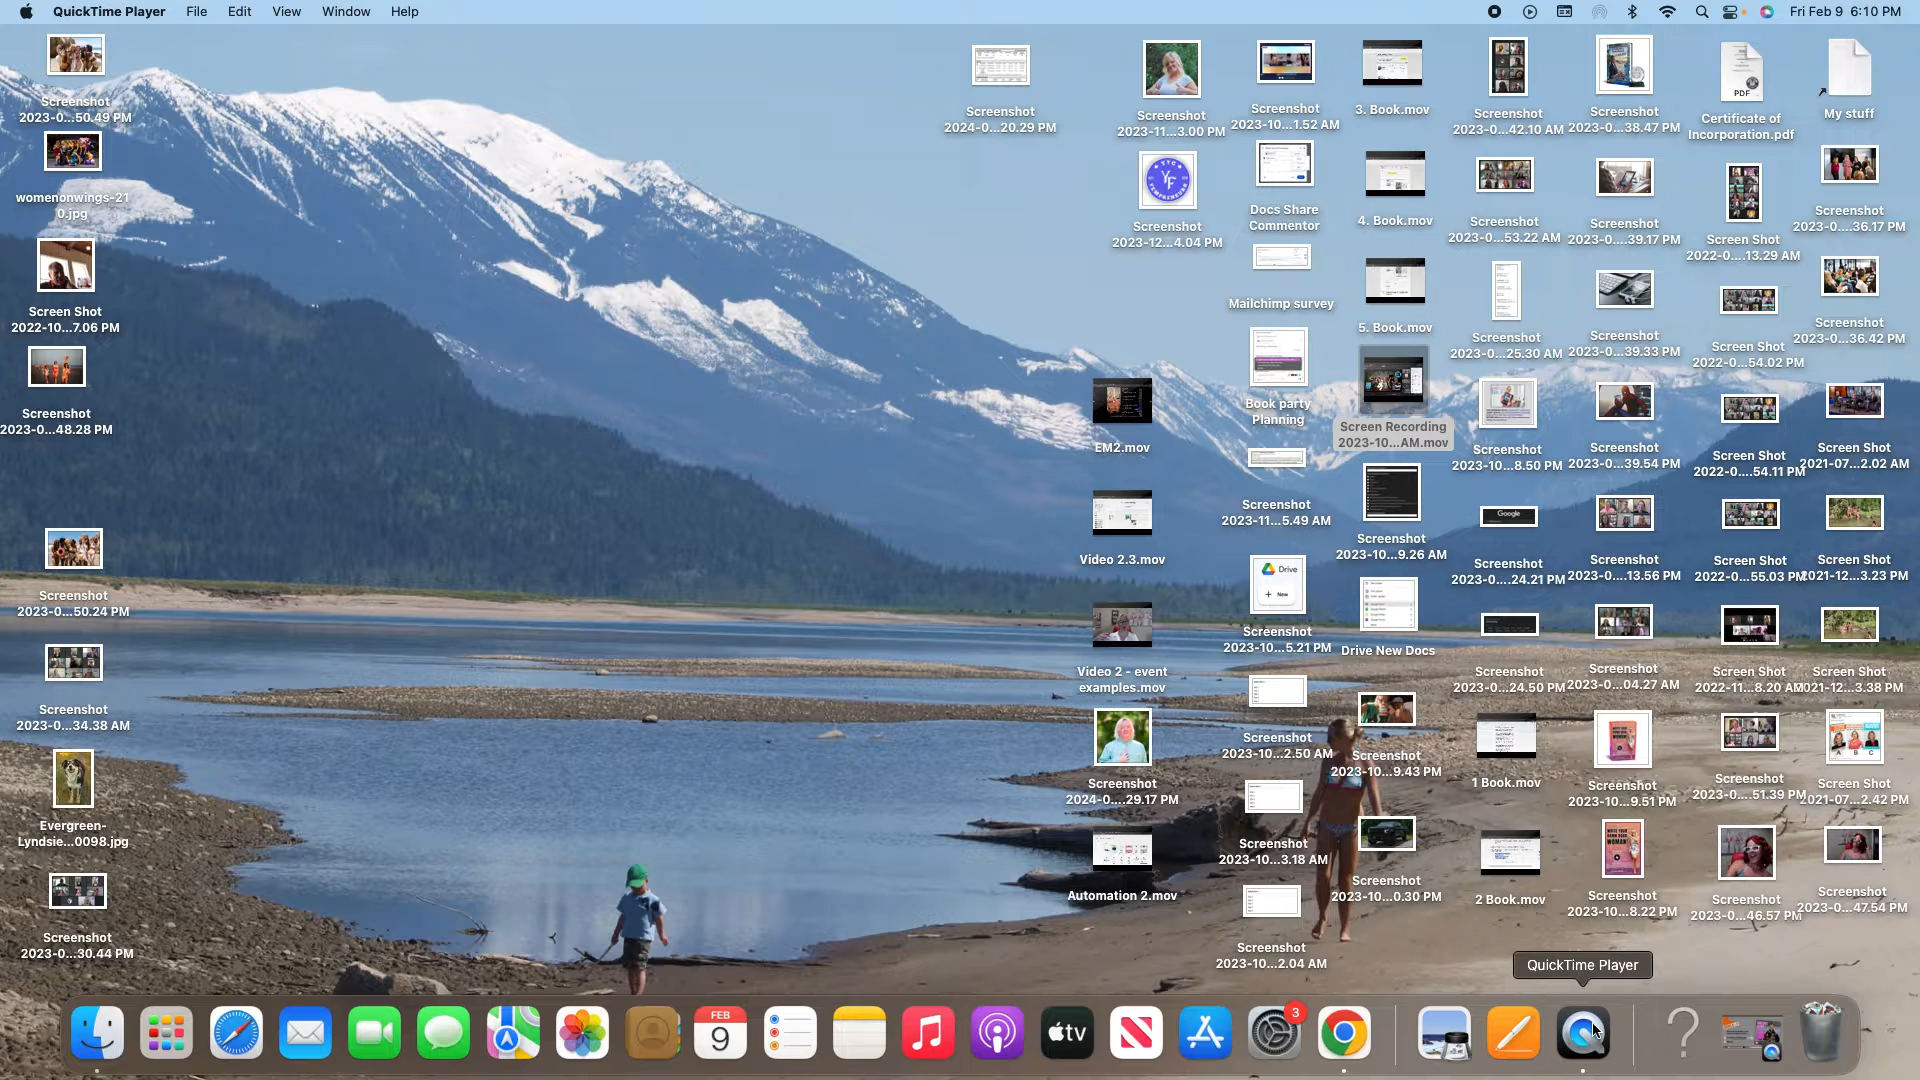 QuickTime Player File Edit View Window Help
Fri Feb 9 6:10 PM
Screenshot
2023-0...50.49 PM
womenonwings-21
0.jpg
Screen Shot
2022-10...7.06 PM
Screenshot
2023-0...48.28 PM
Screenshot
2023-0...50.24 PM
Screenshot
2023-0...34.38 AM
Evergreen-
Lyndsie...0098.jpg
Screenshot
2023-0...30.44 PM
Screenshot
2024-0...20.29 PM
EM2.mov
Video 2.3.mov
Video 2 - event
examples.mov
Screenshot
2024-0....29.17 PM
Automation 2.mov
Screenshot
2023-11...3.00 PM
Screenshot
2023-12...4.04 PM
Screenshot
2023-10...1.52 AM
Docs Share
Commentor
Mailchimp survey
Book party
Planning
Screenshot
2023-11...5.49 AM
Drive
+ New
Screenshot
2023-10...5.21 PM
Screenshot
2023-10...2.50 AM
Screenshot
2023-10...3.18 AM
Screenshot
2023-10...2.04 AM
3. Book.mov
4. Book.mov
5. Book.mov
Screen Recording
2023-10...AM.mov
Screenshot
2023-10...9.26 AM
Drive New Docs
Screenshot
2023-10...9.43 PM
Screenshot
2023-10...0.30 PM
Screenshot
2023-0...42.10 AM
Screenshot
2023-0...53.22 AM
Screenshot
2023-0...25.30 AM
Screenshot
2023-10...8.50 PM
Google
Screenshot
2023-0....24.21 PM
Screenshot
2023-0...24.50 PM
1 Book.mov
2 Book.mov
Screenshot
2023-0...38.47 PM
Screenshot
2023-0....39.17 PM
Screenshot
2023-0...39.33 PM
Screenshot
2023-0...39.54 PM
Screenshot
2023-0....13.56 PM
Screenshot
2023-0...04.27 AM
Screenshot
2023-10...9.51 PM
Screenshot
2023-10...8.22 PM
PDF
Certificate of
Incorporation.pdf
Screen Shot
2022-0....13.29 AM
Screen Shot
2022-0...54.02 PM
Screen Shot
2022-0....54.11 PM
Screen Shot
2022-0...55.03 PM
Screen Shot
2022-11...8.20 AM
Screenshot
2023-0....51.39 PM
Screenshot
2023-0...46.57 PM
My stuff
Screenshot
2023-0....36.17 PM
Screenshot
2023-0...36.42 PM
Screen Shot
2021-07...2.02 AM
Screen Shot
2021-12...3.23 PM
Screen Shot
2021-12...3.38 PM
A B C
Screen Shot
2021-07...2.42 PM
Screenshot
2023-0...47.54 PM
QuickTime Player
FEB
9
tv
3